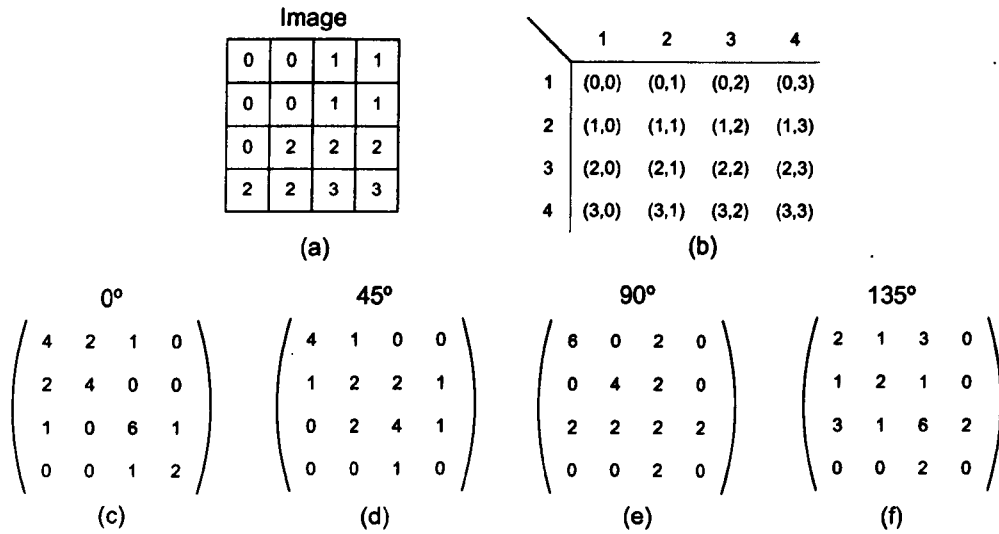 Image
0 0 1 1
0 0 1 1
0 2 2 2
2 2 3 3
(a)
1 2 3 4
1 (0,0) (0,1) (0,2) (0,3)
2 (1,0) (1,1) (1,2) (1,3)
3 (2,0) (2,1) (2,2) (2,3)
4 (3,0) (3,1) (3,2) (3,3)
(b)
0º
4 2 1 0
2 4 0 0
1 0 6 1
0 0 1 2
(c)
45º
4 1 0 0
1 2 2 1
0 2 4 1
0 0 1 0
(d)
90º
6 0 2 0
0 4 2 0
2 2 2 2
0 0 2 0
(e)
135º
2 1 3 0
1 2 1 0
3 1 6 2
0 0 2 0
(f)